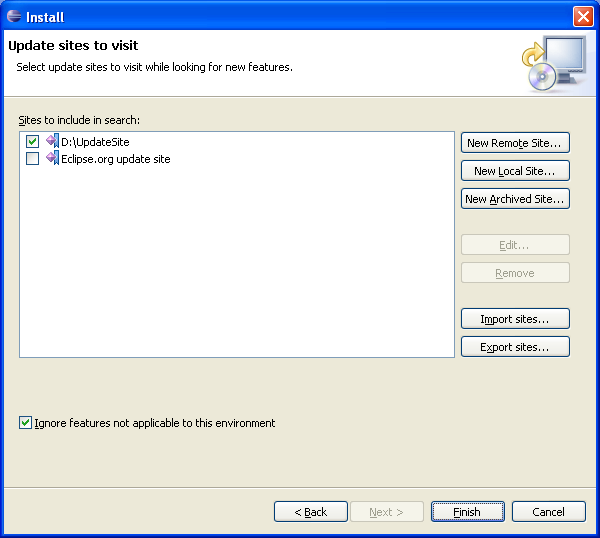 Install
Update sites to visit
Select update sites to visit while looking for new features.
Sites to include in search:
D:\UpdateSite
Eclipse.org update site
New Remote Site...
New Local Site...
New Archived Site...
Edit...
Remove
Import sites...
Export sites...
Ignore features not applicable to this environment
< Back
Next >
Finish
Cancel